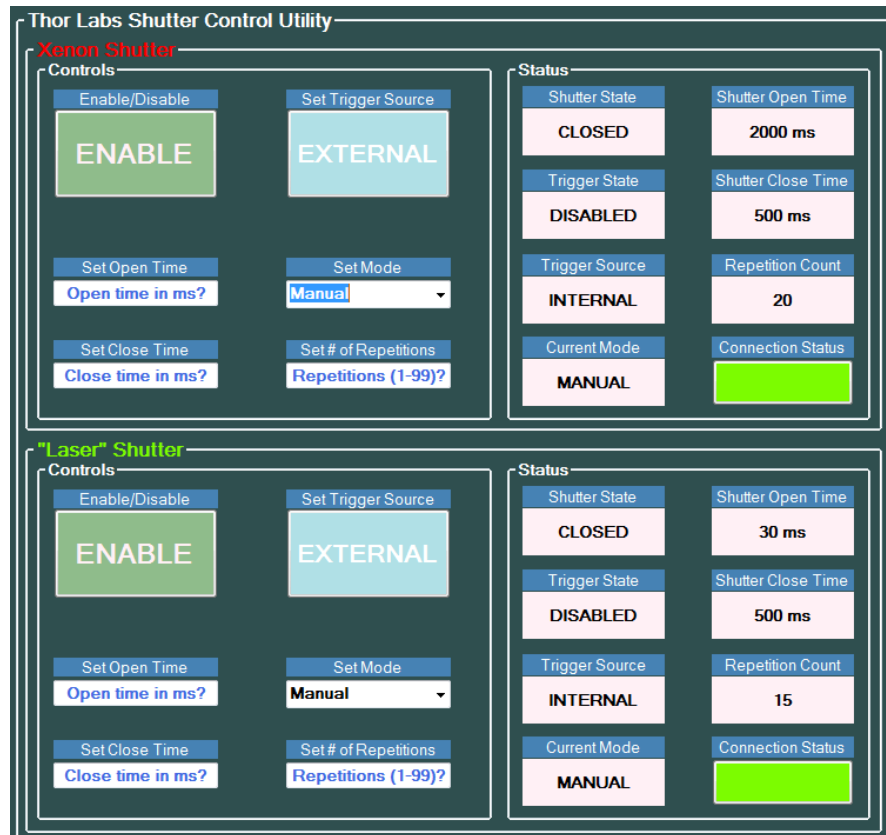 Thor Labs Shutter Control Utility
Xenon Shutter
Controls
Enable/Disable
Set Trigger Source
ENABLE
EXTERNAL
Set Open Time
Set Mode
Open time in ms?
Manual
Set Close Time
Set # of Repetitions
Close time in ms?
Repetitions (1-99)?
Status
Shutter State
Shutter Open Time
CLOSED
2000 ms
Trigger State
Shutter Close Time
DISABLED
500 ms
Trigger Source
Repetition Count
INTERNAL
20
Current Mode
Connection Status
MANUAL
"Laser" Shutter
Controls
Enable/Disable
Set Trigger Source
ENABLE
EXTERNAL
Set Open Time
Set Mode
Open time in ms?
Manual
Set Close Time
Set # of Repetitions
Close time in ms?
Repetitions (1-99)?
Status
Shutter State
Shutter Open Time
CLOSED
30 ms
Trigger State
Shutter Close Time
DISABLED
500 ms
Trigger Source
Repetition Count
INTERNAL
15
Current Mode
Connection Status
MANUAL